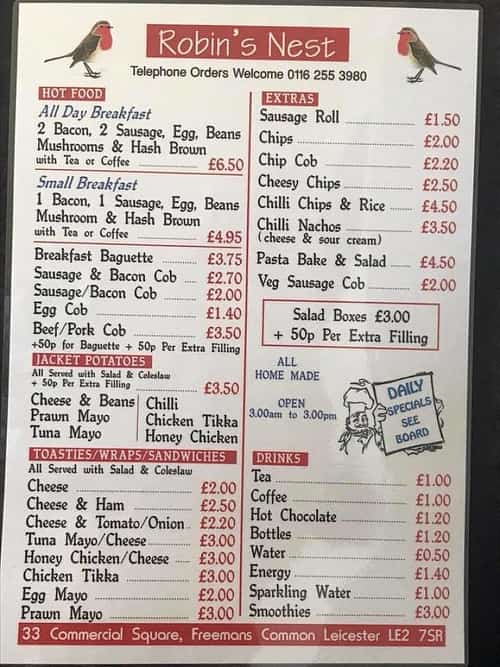 Robin's Nest
Telephone Orders Welcome 0116 255 3980
HOT FOOD
All Day Breakfast
2 Bacon, 2 Sausage, Egg, Beans
Mushrooms & Hash Brown
with Tea or Coffee £6.50
Small Breakfast
1 Bacon, 1 Sausage, Egg, Beans
Mushroom & Hash Brown
with Tea or Coffee £4.95
Breakfast Baguette £3.75
Sausage & Bacon Cob £2.70
Sausage/Bacon Cob £2.00
Egg Cob £1.40
Beef/Pork Cob £3.50
+50p for Baguette + 50p Per Extra Filling
JACKET POTATOES
All Served with Salad & Coleslaw
+ 50p Per Extra Filling £3.50
Cheese & Beans
Prawn Mayo
Tuna Mayo
Chilli
Chicken Tikka
Honey Chicken
TOASTIES/WRAPS/SANDWICHES
All Served with Salad & Coleslaw
Cheese £2.00
Cheese & Ham £2.50
Cheese & Tomato/Onion £2.20
Tuna Mayo/Cheese £3.00
Honey Chicken/Cheese £3.00
Chicken Tikka £3.00
Egg Mayo £2.00
Prawn Mayo £3.00
EXTRAS
Sausage Roll £1.50
Chips £2.00
Chip Cob £2.20
Cheesy Chips £2.50
Chilli Chips & Rice £4.50
Chilli Nachos £3.50
(cheese & sour cream)
Pasta Bake & Salad £4.50
Veg Sausage Cob £2.00
Salad Boxes £3.00
+ 50p Per Extra Filling
ALL
HOME MADE
OPEN
3.00am to 3.00pm
DAILY
SPECIALS
SEE
BOARD
DRINKS
Tea £1.00
Coffee £1.00
Hot Chocolate £1.20
Bottles £1.20
Water £0.50
Energy £1.40
Sparkling Water £1.00
Smoothies £3.00
33 Commercial Square, Freemans Common Leicester LE2 7SR